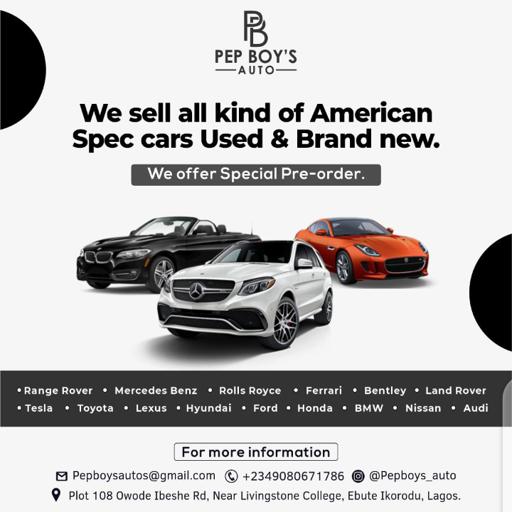 PB
PEP BOY'S
AUTO
We sell all kind of American
Spec cars Used & Brand new.
We offer Special Pre-order.
• Range Rover • Mercedes Benz • Rolls Royce • Ferrari • Bentley • Land Rover
• Tesla • Toyota • Lexus • Hyundai • Ford • Honda • BMW • Nissan • Audi
For more information
Pepboysautos@gmail.com +2349080671786 @Pepboys_auto
Plot 108 Owode Ibeshe Rd, Near Livingstone College, Ebute Ikorodu, Lagos.